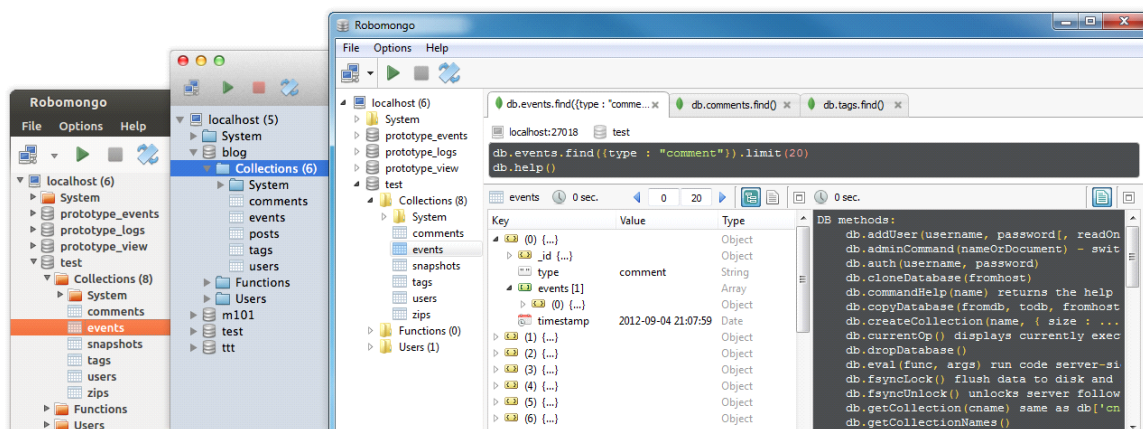 Robomongo
File Options Help
localhost (6)
System
prototype_events
prototype_logs
prototype_view
test
Collections (8)
System
comments
events
snapshots
tags
users
zips
Functions
Users
localhost (5)
System
blog
Collections (6)
System
comments
events
posts
tags
users
Functions
Users
m101
test
ttt
Robomongo
File Options Help
localhost (6)
System
prototype_events
prototype_logs
prototype_view
test
Collections (8)
System
comments
events
snapshots
tags
users
zips
Functions (0)
Users (1)
db.events.find({type : "comme... db.comments.find() db.tags.find()
localhost:27018 test
db.events.find({type : "comment"}).limit(20)
db.help()
events 0 sec. 0 20
Key Value Type
(0) {...} Object
_id {...} Object
type comment String
events [1] Array
(0) {...} Object
timestamp 2012-09-04 21:07:59 Date
(1) {...} Object
(2) {...} Object
(3) {...} Object
(4) {...} Object
(5) {...} Object
(6) {...} Object
0 sec.
DB methods:
db.addUser(username, password[, readOn
db.adminCommand(nameOrDocument) - swit
db.auth(username, password)
db.cloneDatabase(fromhost)
db.commandHelp(name) returns the help
db.copyDatabase(fromdb, todb, fromhost
db.createCollection(name, { size : ...
db.currentOp() displays currently exec
db.dropDatabase()
db.eval(func, args) run code server-si
db.fsyncLock() flush data to disk and
db.fsyncUnlock() unlocks server follow
db.getCollection(cname) same as db['cn
db.getCollectionNames()